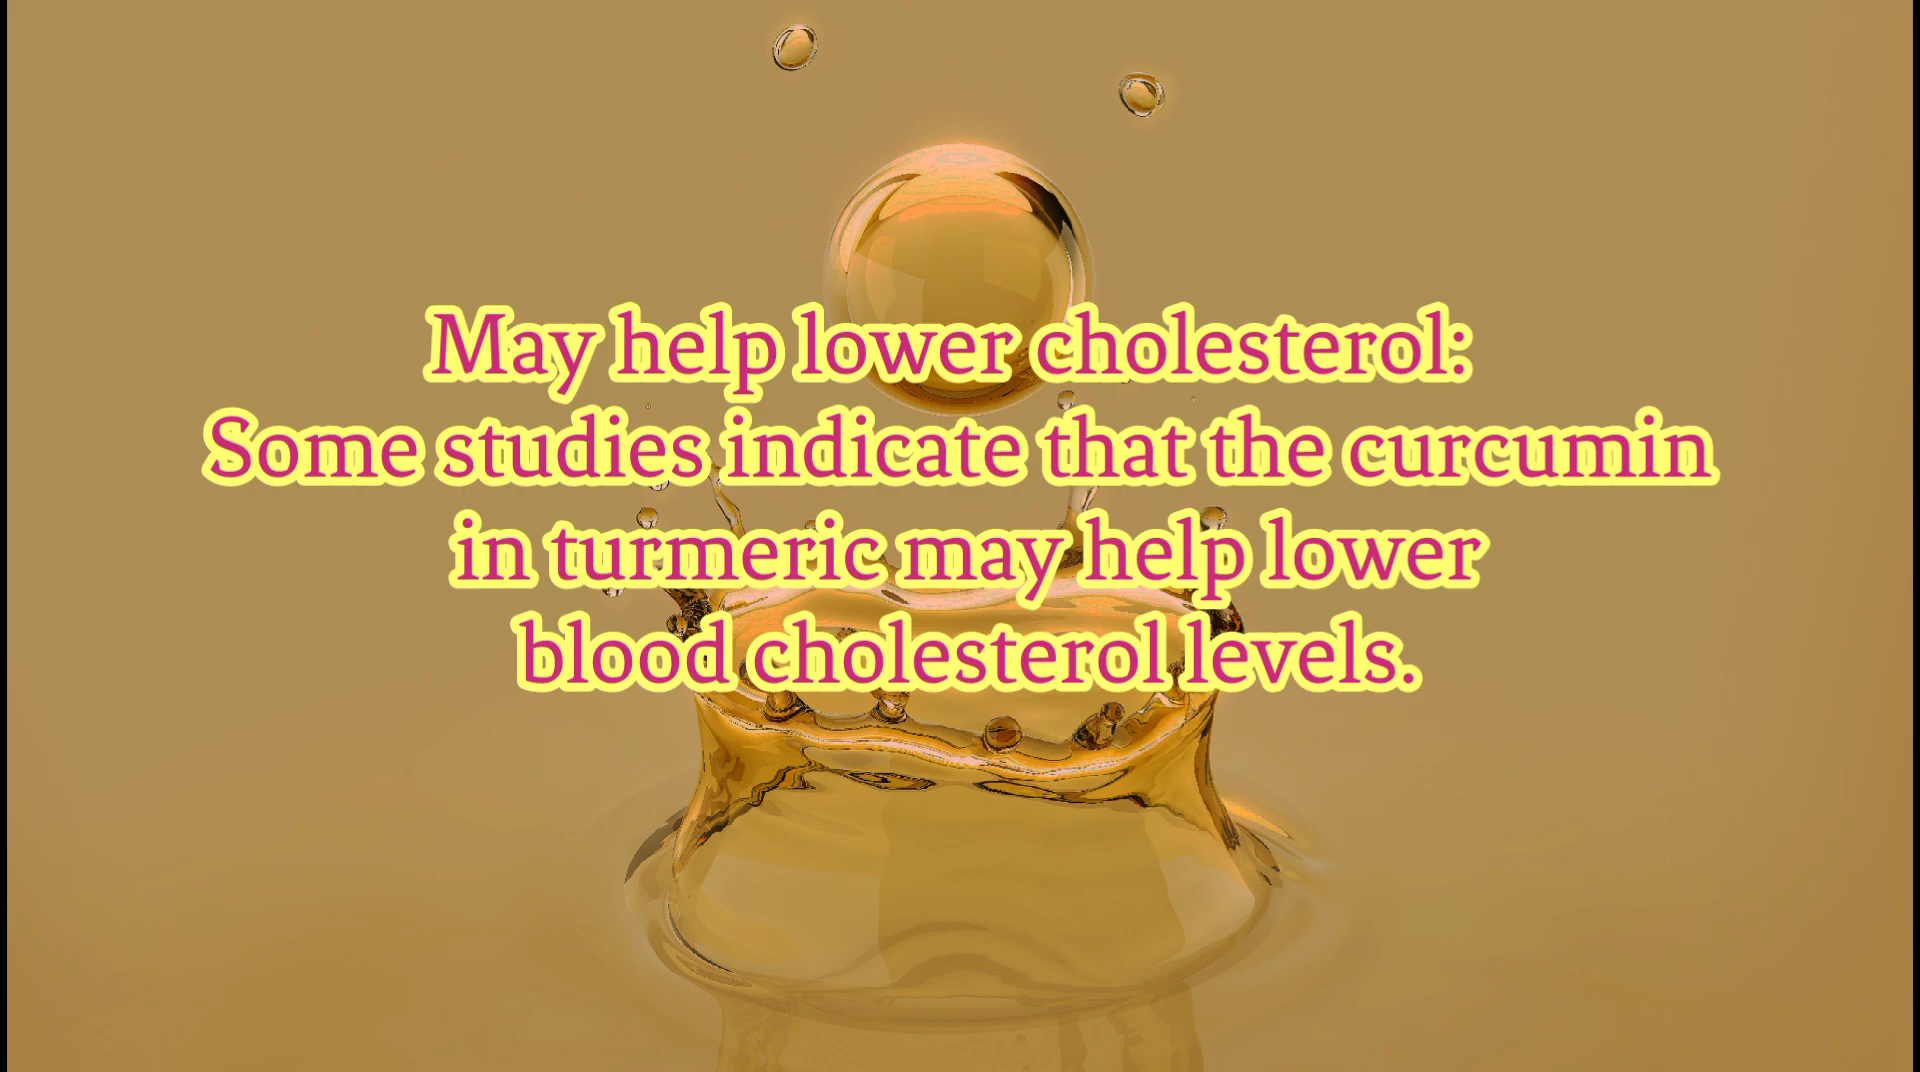 May help lower cholesterol:
Some studies indicate that the curcumin
in turmeric may help lower
blood cholesterol levels.